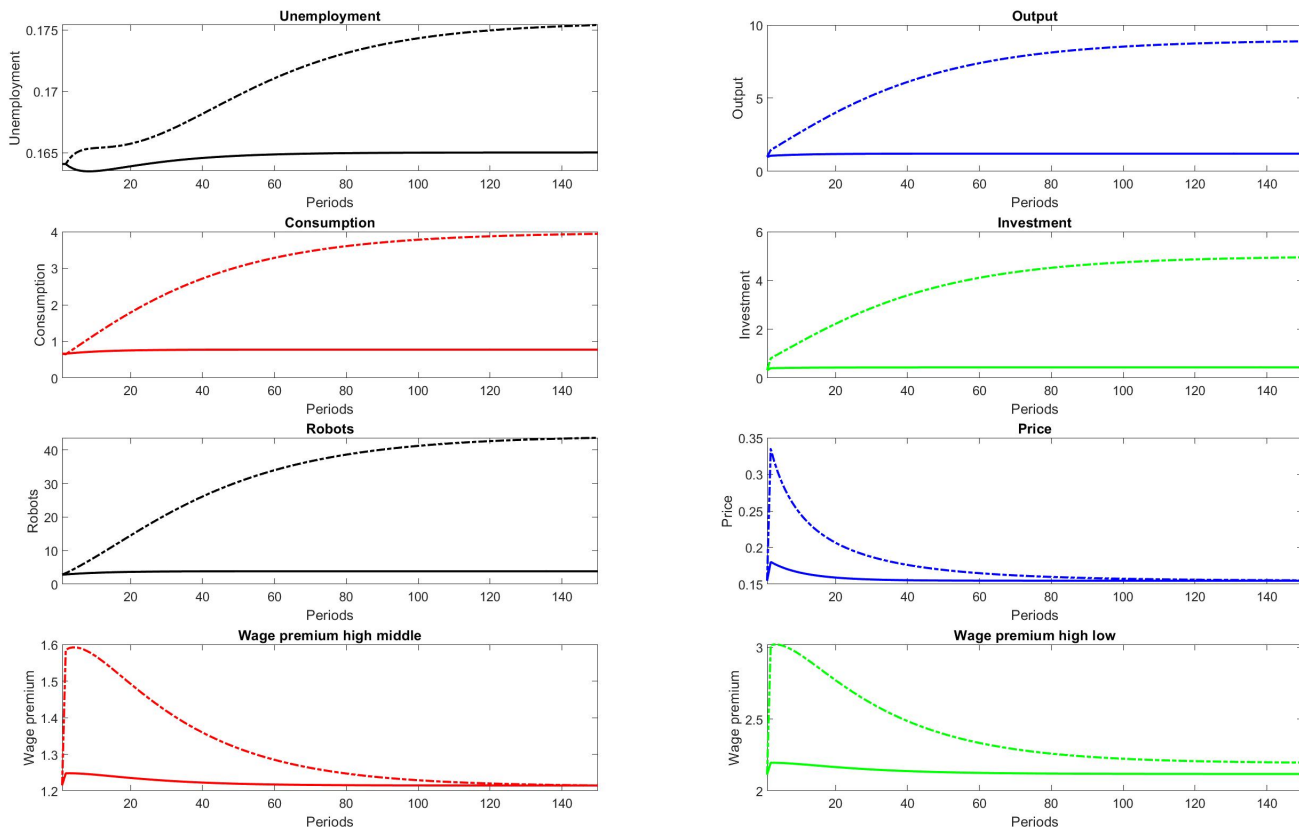 Unemployment
Unemployment
0.175
0.17
0.165
20 40 60 80 100 120 140
Periods
Output
Output
10
5
0
20 40 60 80 100 120 140
Periods
Consumption
Consumption
4
3
2
1
0
20 40 60 80 100 120 140
Periods
Investment
Investment
6
4
2
0
20 40 60 80 100 120 140
Periods
Robots
Robots
40
30
20
10
0
20 40 60 80 100 120 140
Periods
Price
Price
0.35
0.3
0.25
0.2
0.15
20 40 60 80 100 120 140
Periods
Wage premium high middle
Wage premium
1.6
1.5
1.4
1.3
1.2
20 40 60 80 100 120 140
Periods
Wage premium high low
Wage premium
3
2.5
2
20 40 60 80 100 120 140
Periods